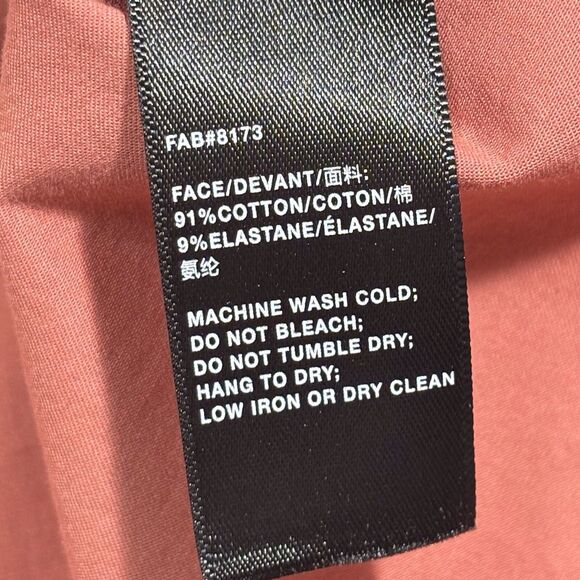 FAB#8173
FACE/DEVANT/面料:
91%COTTON/COTON/棉
9%ELASTANE/ÉLASTANE/
氨纶
MACHINE WASH COLD;
DO NOT BLEACH;
DO NOT TUMBLE DRY;
HANG TO DRY;
LOW IRON OR DRY CLEAN